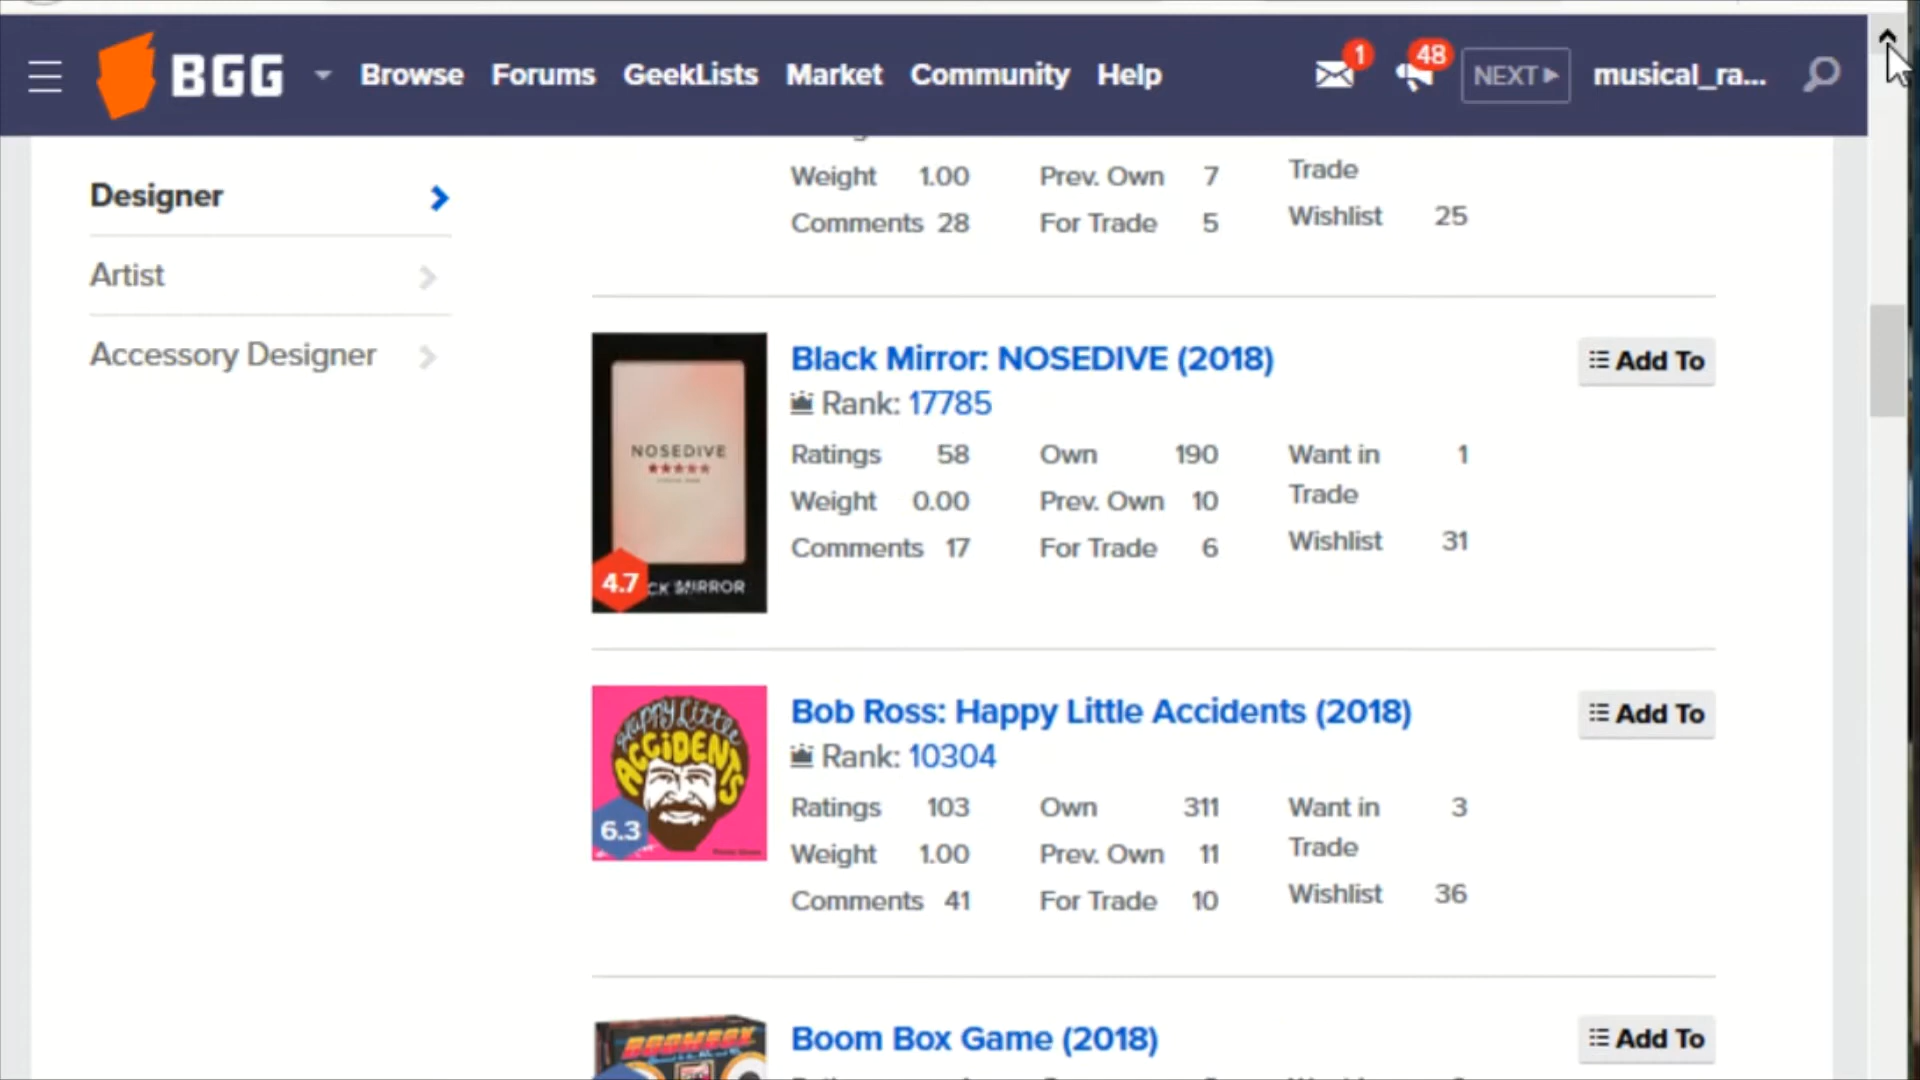 BGG Browse Forums GeekLists Market Community Help 1 48 NEXT musical_ra...
Designer
Artist
Accessory Designer
Weight 1.00 Prev. Own 7 Trade
Comments 28 For Trade 5 Wishlist 25
NOSEDIVE
4.7 CK MIRROR
Black Mirror: NOSEDIVE (2018) Add To
Rank: 17785
Ratings 58 Own 190 Want in 1
Weight 0.00 Prev. Own 10 Trade
Comments 17 For Trade 6 Wishlist 31
Happy Little
ACCiDENTS
6.3
Bob Ross: Happy Little Accidents (2018) Add To
Rank: 10304
Ratings 103 Own 311 Want in 3
Weight 1.00 Prev. Own 11 Trade
Comments 41 For Trade 10 Wishlist 36
BOOMBOX
Boom Box Game (2018) Add To